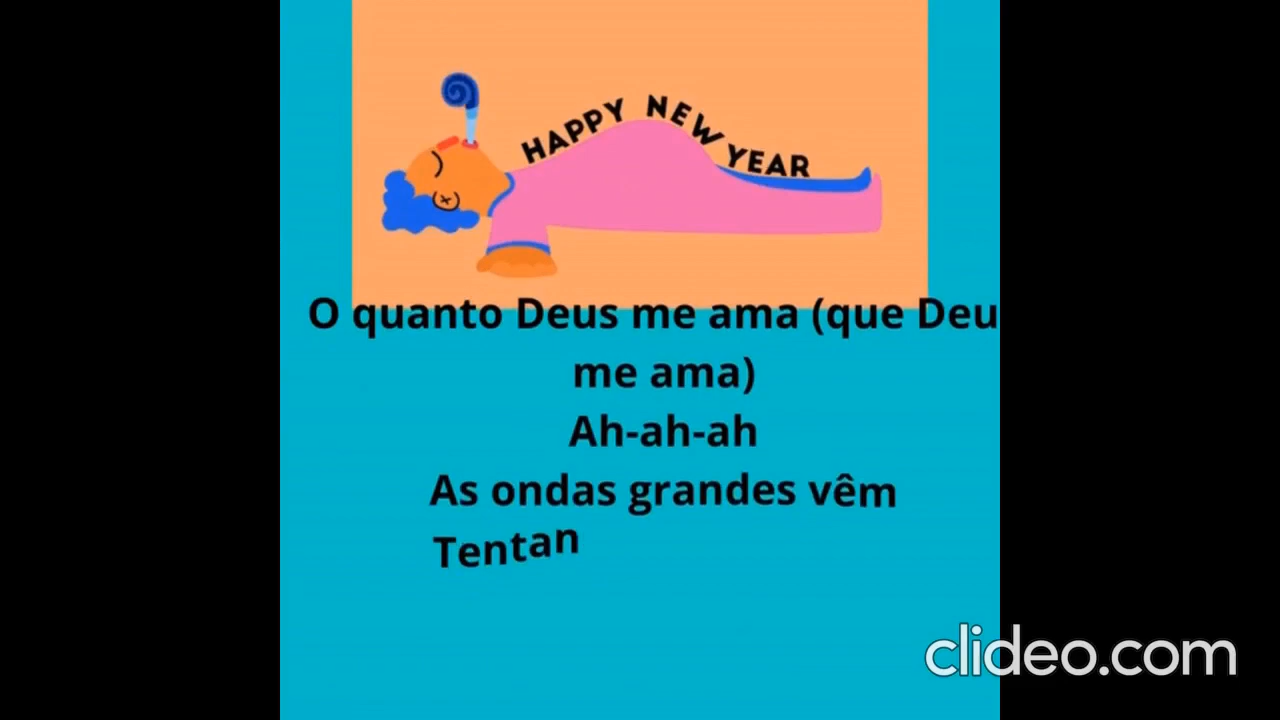 HAPPY NEW YEAR
O quanto Deus me ama (que Deu
me ama)
Ah-ah-ah
As ondas grandes vêm
Tentan
clideo.com